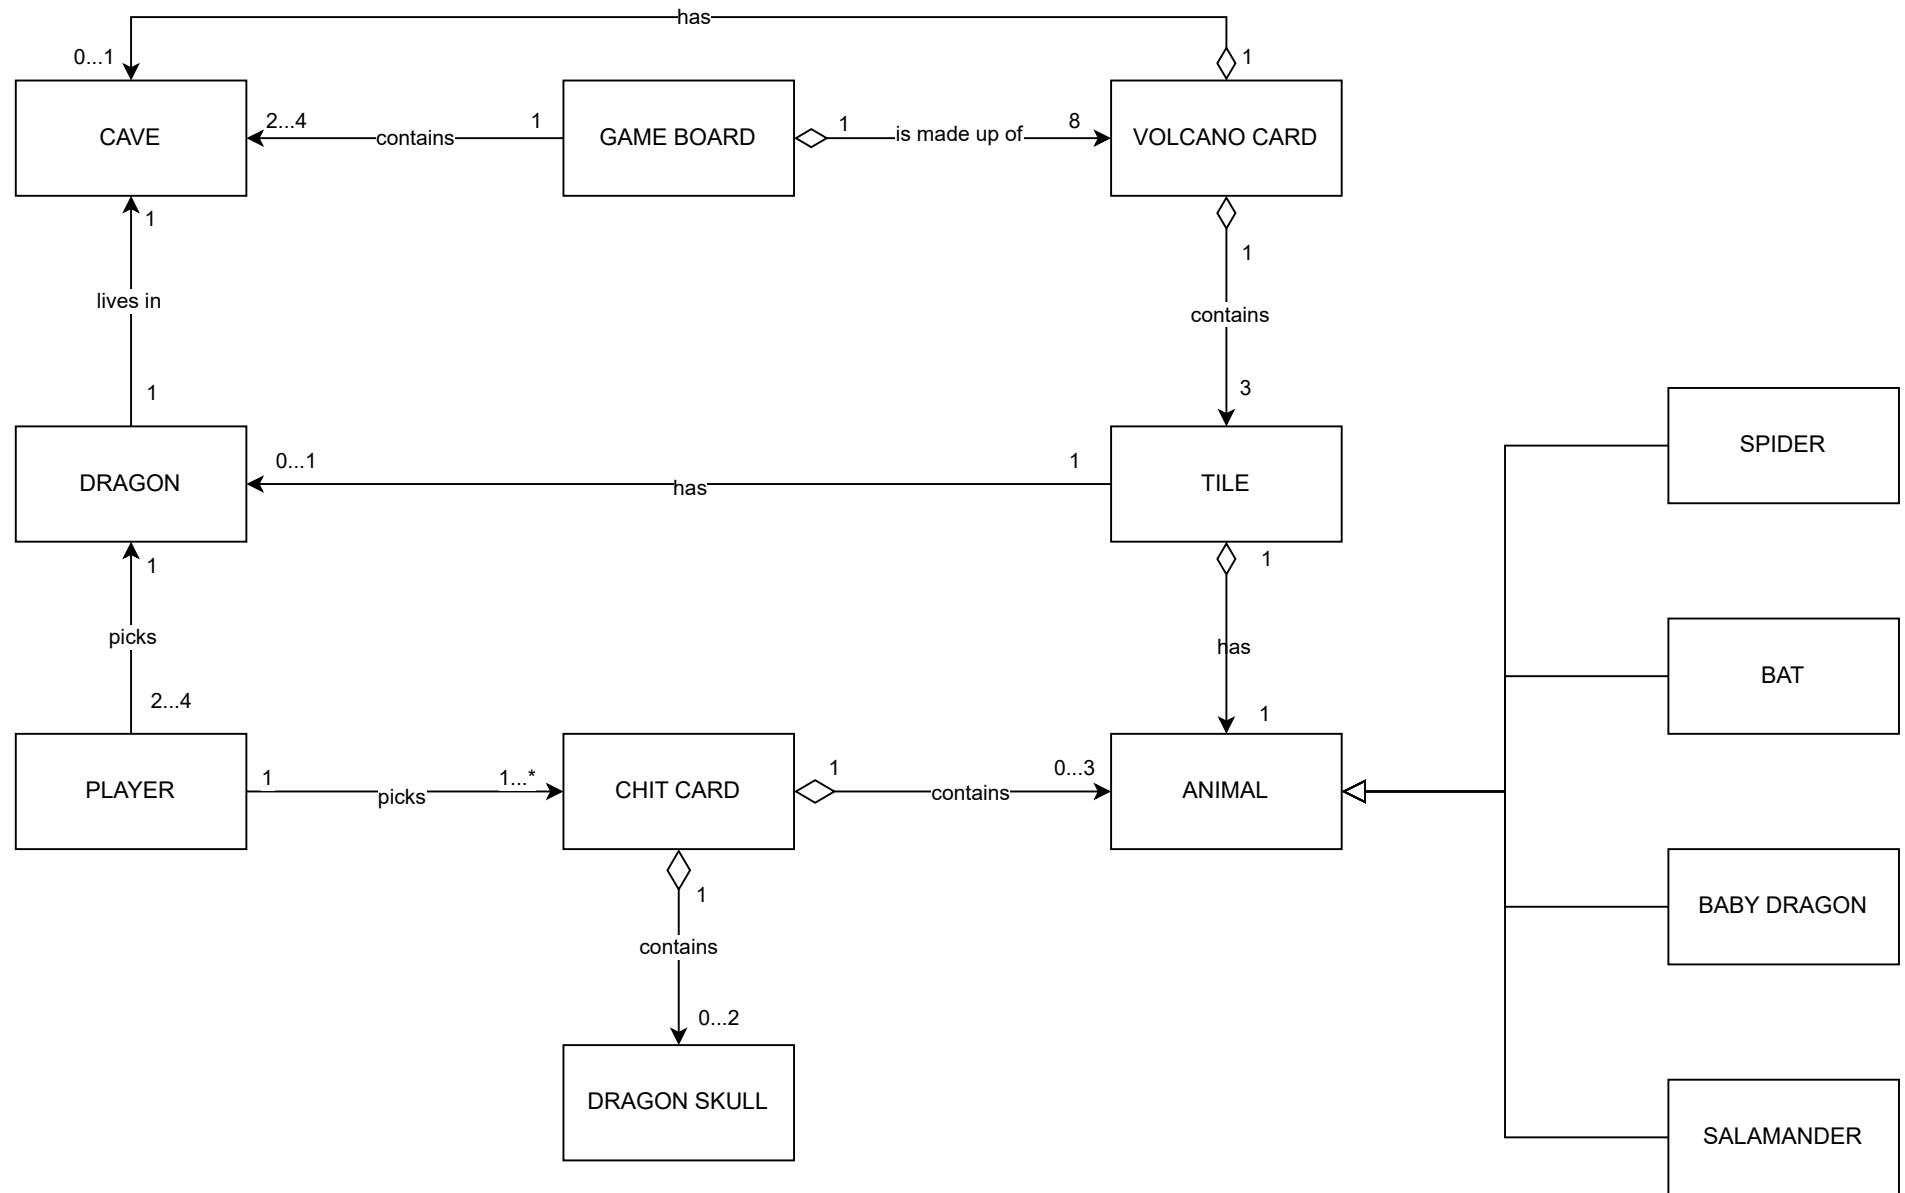 has
0...1
1
CAVE
2...4
contains
1
GAME BOARD
1
is made up of
8
VOLCANO CARD
1
1
lives in
contains
1
3
SPIDER
DRAGON
0...1
has
1
TILE
1
1
picks
has
BAT
2...4
1
PLAYER
1
picks
1...*
CHIT CARD
1
contains
0...3
ANIMAL
1
contains
BABY DRAGON
0...2
DRAGON SKULL
SALAMANDER